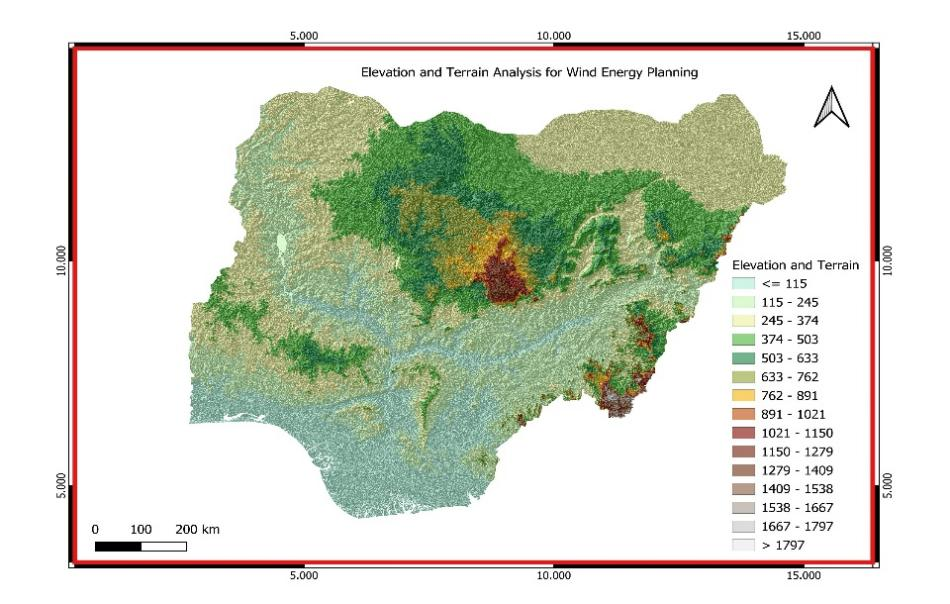 5.000 10.000 15.000
Elevation and Terrain Analysis for Wind Energy Planning
10.000 10.000
Elevation and Terrain
<= 115
115 - 245
245 - 374
374 - 503
503 - 633
633 - 762
762 - 891
891 - 1021
1021 - 1150
1150 - 1279
1279 - 1409
1409 - 1538
1538 - 1667
1667 - 1797
> 1797
5.000 5.000
0 100 200 km
5.000 10.000 15.000